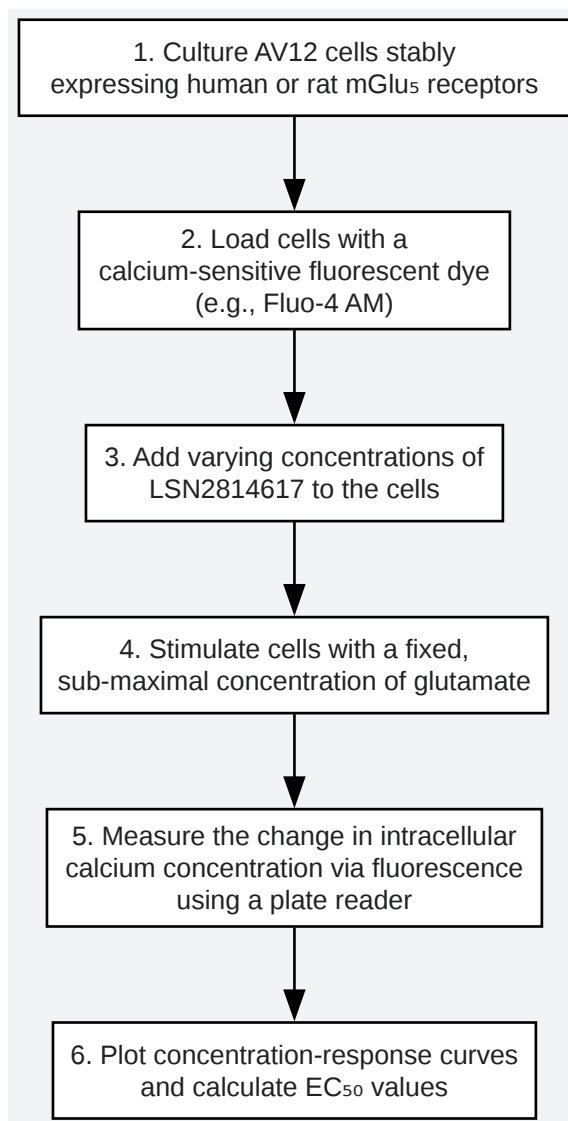 1. Culture AV12 cells stably
expressing human or rat mGlu₅ receptors
2. Load cells with a
calcium-sensitive fluorescent dye
(e.g., Fluo-4 AM)
3. Add varying concentrations of
LSN2814617 to the cells
4. Stimulate cells with a fixed,
sub-maximal concentration of glutamate
5. Measure the change in intracellular
calcium concentration via fluorescence
using a plate reader
6. Plot concentration-response curves
and calculate EC₅₀ values